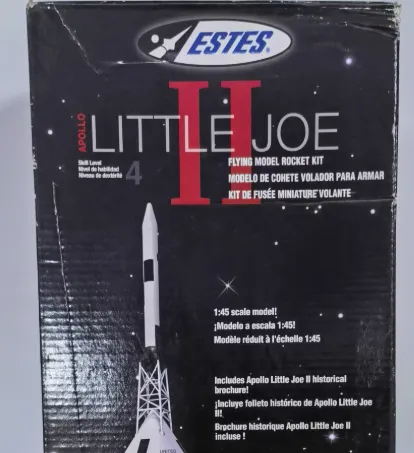 ESTES
APOLLO
LITTLE JOE
II
FLYING MODEL ROCKET KIT
MODELO DE COHETE VOLADOR PARA ARMAR
KIT DE FUSÉE MINIATURE VOLANTE
Skill Level
Nivel de habilidad
Niveau de dextérité
4
1:45 scale model!
¡Modelo a escala 1:45!
Modèle réduit à l'échelle 1:45
Includes Apollo Little Joe II historical
brochure!
¡Incluye folleto histórico de Apollo Little Joe
II!
Brochure historique Apollo Little Joe II
incluse !
UNITED